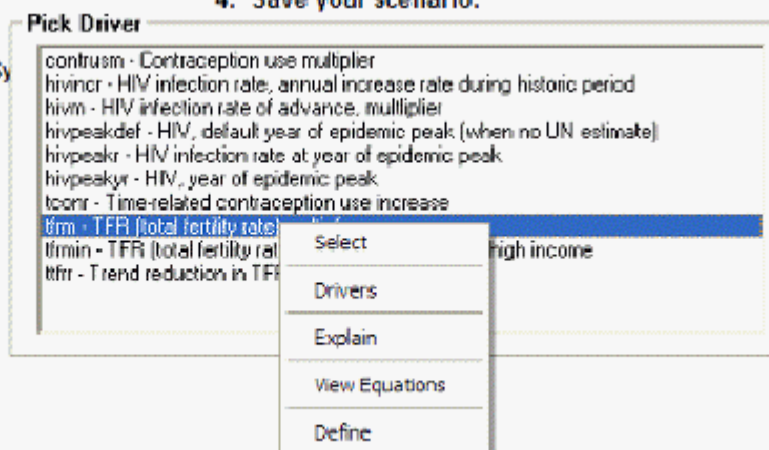 4. Save your scenario.
Pick Driver
contrusm - Contraception use multiplier
hivincr - HIV infection rate, annual increase rate during historic period
hivm - HIV infection rate of advance, multliplier
hivpeakdef - HIV, default year of epidemic peak (when no UN estimate)
hivpeakr - HIV infection rate at year of epidemic peak
hivpeakyr - HIV, year of epidemic peak
tconr - Time-related contraception use increase
tfrm - TFR (total fertility rate)
tfrmin - TFR (total fertility rat high income
ttfrr - Trend reduction in TF
Select
Drivers
Explain
View Equations
Define